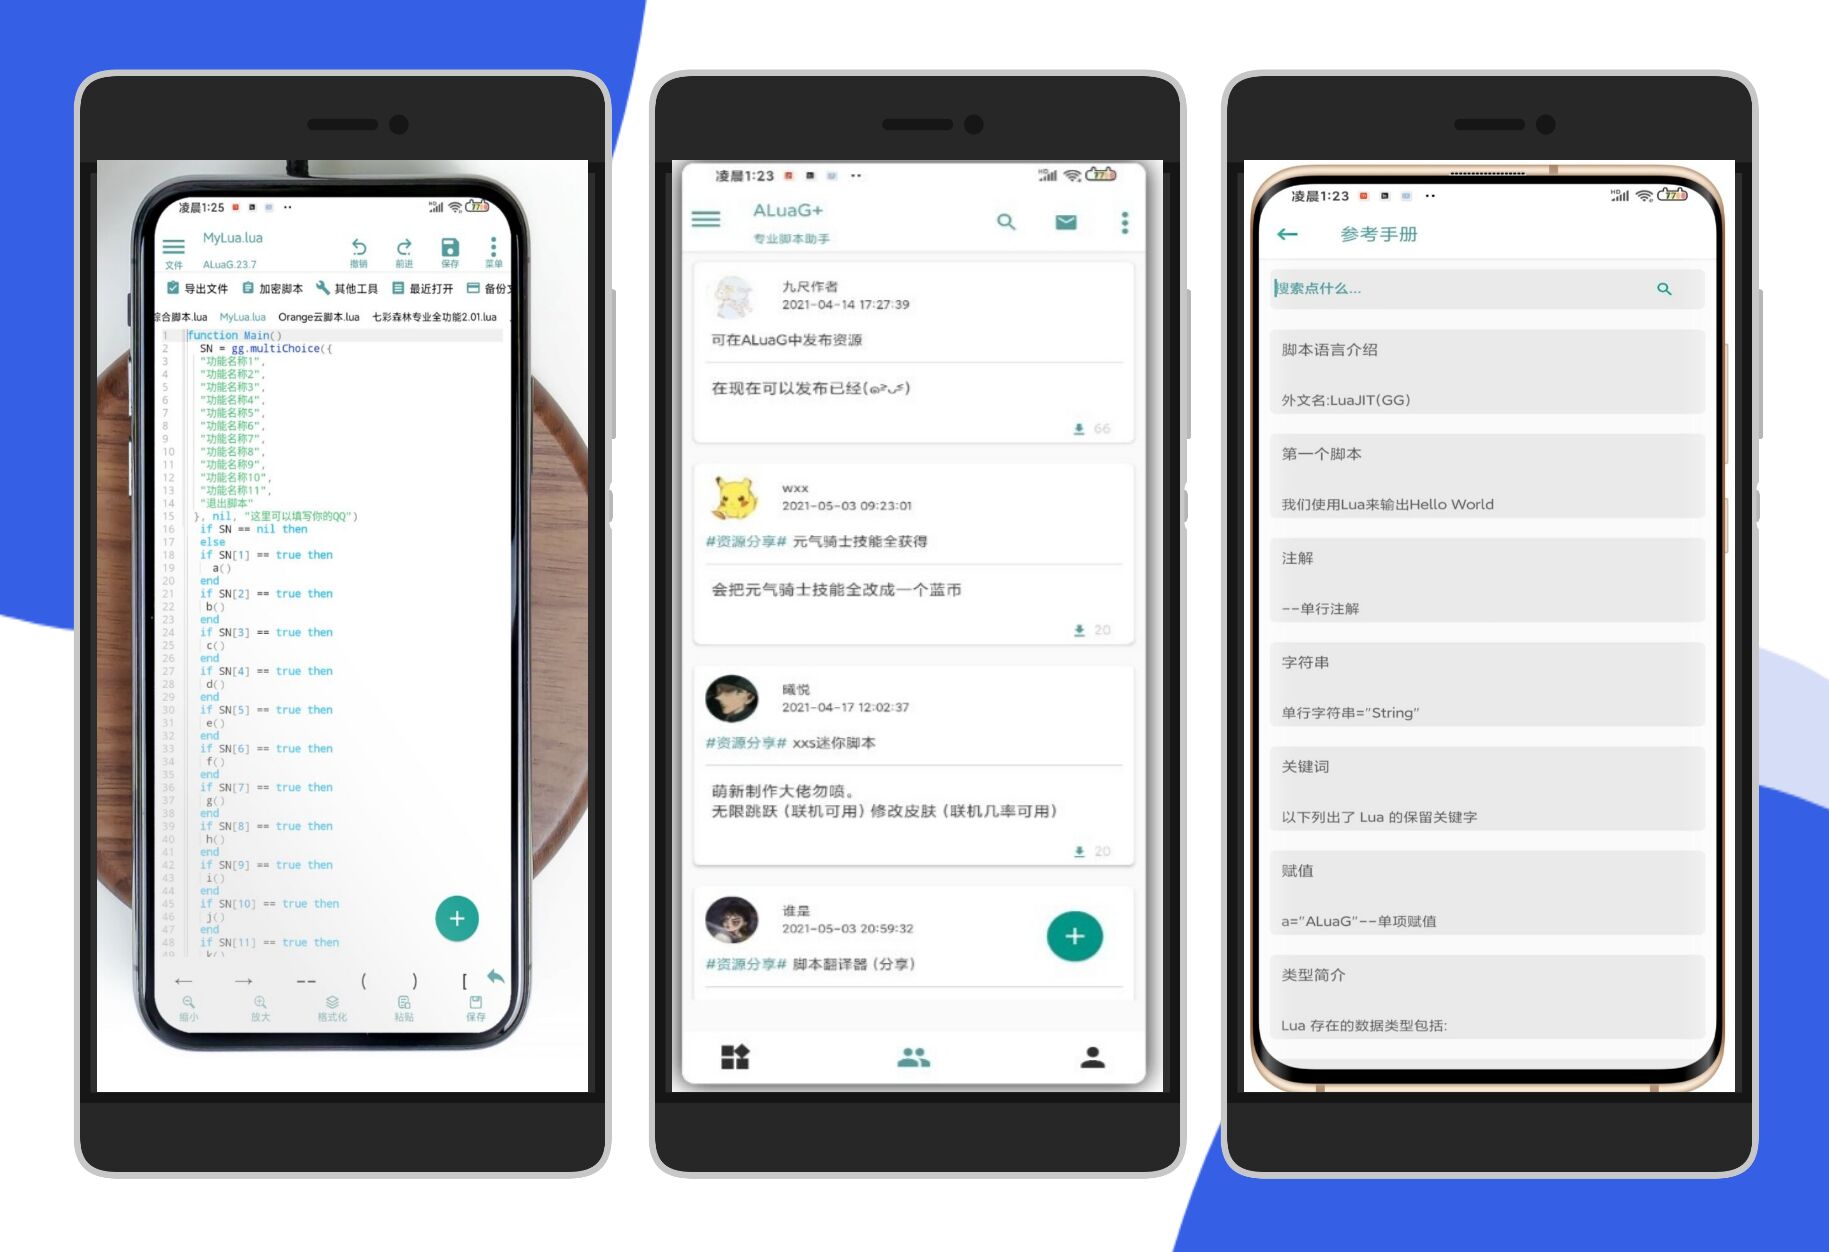 凌晨1:25
MyLua.lua
ALuaG.23.7
文件
撤销
前进
保存
菜单
导出文件 加密脚本 其他工具 最近打开 备份
综合脚本.lua MyLua.lua Orange云脚本.lua 七彩森林专业全功能2.01.lua
1 function Main()
2 SN = gg.multiChoice({
3 "功能名称1",
4 "功能名称2",
5 "功能名称3",
6 "功能名称4",
7 "功能名称5",
8 "功能名称6",
9 "功能名称7",
10 "功能名称8",
11 "功能名称9",
12 "功能名称10",
13 "功能名称11",
14 "退出脚本"
15 }, nil, "这里可以填写你的QQ")
16 if SN == nil then
17 else
18 if SN[1] == true then
19 a()
20 end
21 if SN[2] == true then
22 b()
23 end
24 if SN[3] == true then
25 c()
26 end
27 if SN[4] == true then
28 d()
29 end
30 if SN[5] == true then
31 e()
32 end
33 if SN[6] == true then
34 f()
35 end
36 if SN[7] == true then
37 g()
38 end
39 if SN[8] == true then
40 h()
41 end
42 if SN[9] == true then
43 i()
44 end
45 if SN[10] == true then
46 j()
47 end
48 if SN[11] == true then
49 k()
← → -- ( ) [
缩小 放大 格式化 粘贴 保存
凌晨1:23
ALuaG+
专业脚本助手
九尺作者
2021-04-14 17:27:39
可在ALuaG中发布资源
在现在可以发布已经(๑˃̵ᴗ˂̵)
66
wxx
2021-05-03 09:23:01
#资源分享# 元气骑士技能全获得
会把元气骑士技能全改成一个蓝币
20
曦悦
2021-04-17 12:02:37
#资源分享# xxs迷你脚本
萌新制作大佬勿喷。
无限跳跃（联机可用）修改皮肤（联机几率可用）
20
谁是
2021-05-03 20:59:32
#资源分享# 脚本翻译器（分享）
凌晨1:23
参考手册
搜索点什么...
脚本语言介绍
外文名:LuaJIT(GG)
第一个脚本
我们使用Lua来输出Hello World
注解
--单行注解
字符串
单行字符串="String"
关键词
以下列出了 Lua 的保留关键字
赋值
a="ALuaG"--单项赋值
类型简介
Lua 存在的数据类型包括: